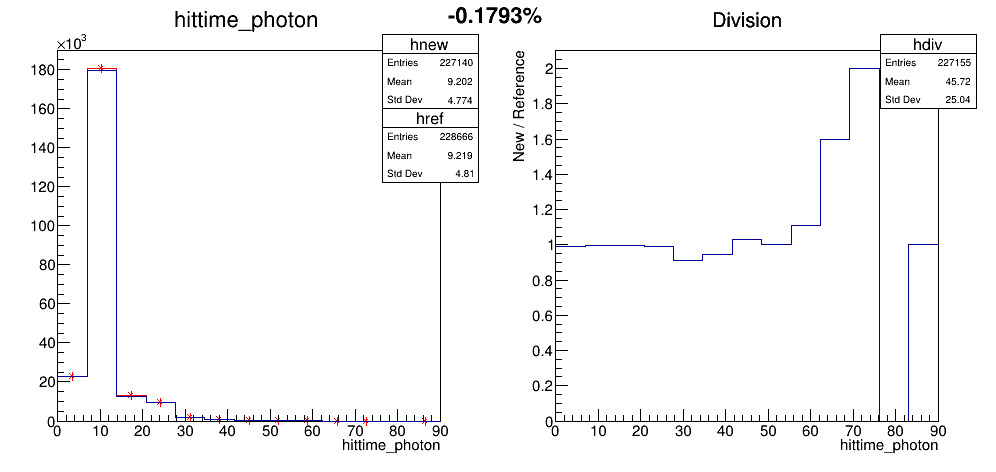 -0.1793%
hittime_photon
×10³
180
160
140
120
100
80
60
40
20
0
0 10 20 30 40 50 60 70 80 90
hittime_photon
hnew
Entries 227140
Mean 9.202
Std Dev 4.774
href
Entries 228666
Mean 9.219
Std Dev 4.81
Division
New / Reference
2
1.8
1.6
1.4
1.2
1
0.8
0.6
0.4
0.2
0
0 10 20 30 40 50 60 70 80 90
hittime_photon
hdiv
Entries 227155
Mean 45.72
Std Dev 25.04